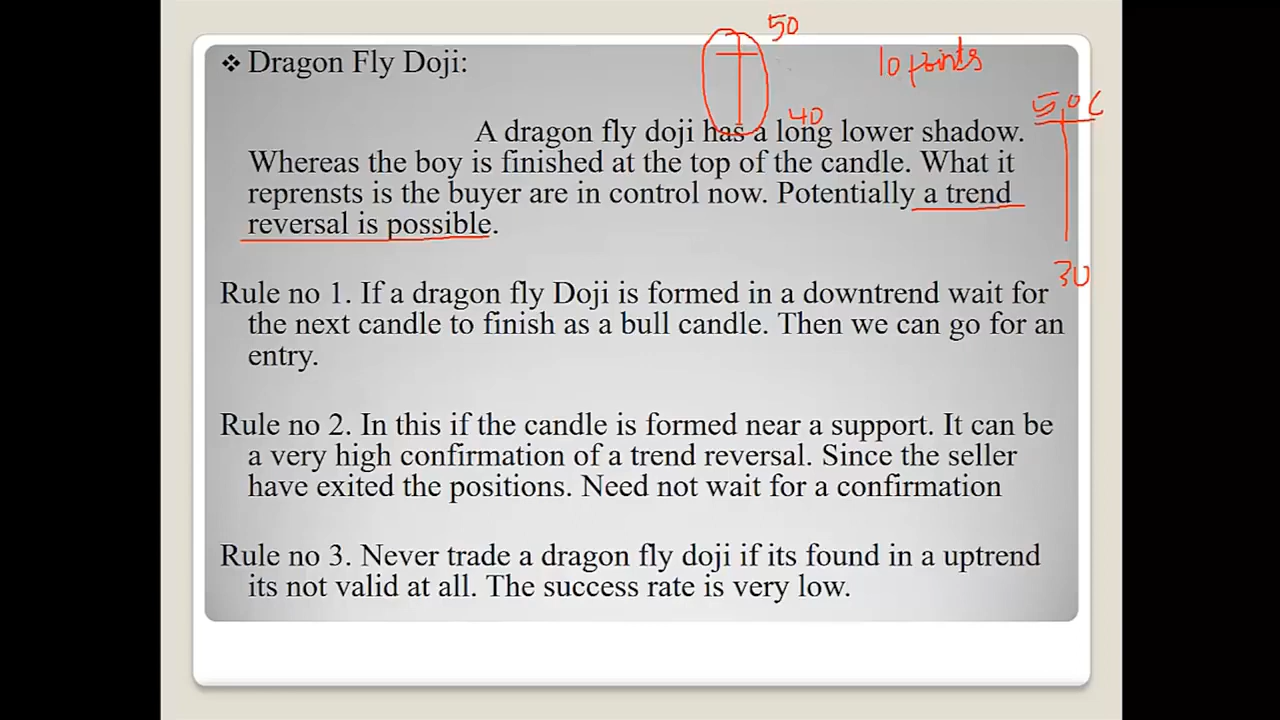 ❖ Dragon Fly Doji:
50
10 points
40
50 C
A dragon fly doji has a long lower shadow.
Whereas the boy is finished at the top of the candle. What it
reprensts is the buyer are in control now. Potentially a trend
reversal is possible.
30
Rule no 1. If a dragon fly Doji is formed in a downtrend wait for
the next candle to finish as a bull candle. Then we can go for an
entry.
Rule no 2. In this if the candle is formed near a support. It can be
a very high confirmation of a trend reversal. Since the seller
have exited the positions. Need not wait for a confirmation
Rule no 3. Never trade a dragon fly doji if its found in a uptrend
its not valid at all. The success rate is very low.